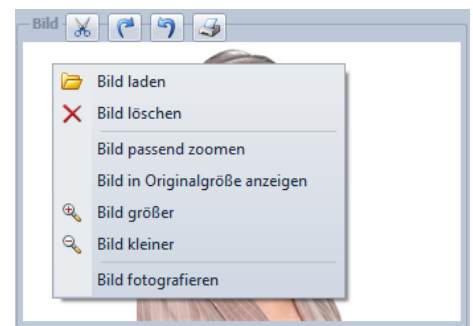 Bild
Bild laden
Bild löschen
Bild passend zoomen
Bild in Originalgröße anzeigen
Bild größer
Bild kleiner
Bild fotografieren